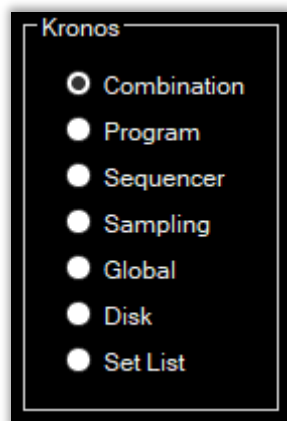 Kronos
Combination
Program
Sequencer
Sampling
Global
Disk
Set List